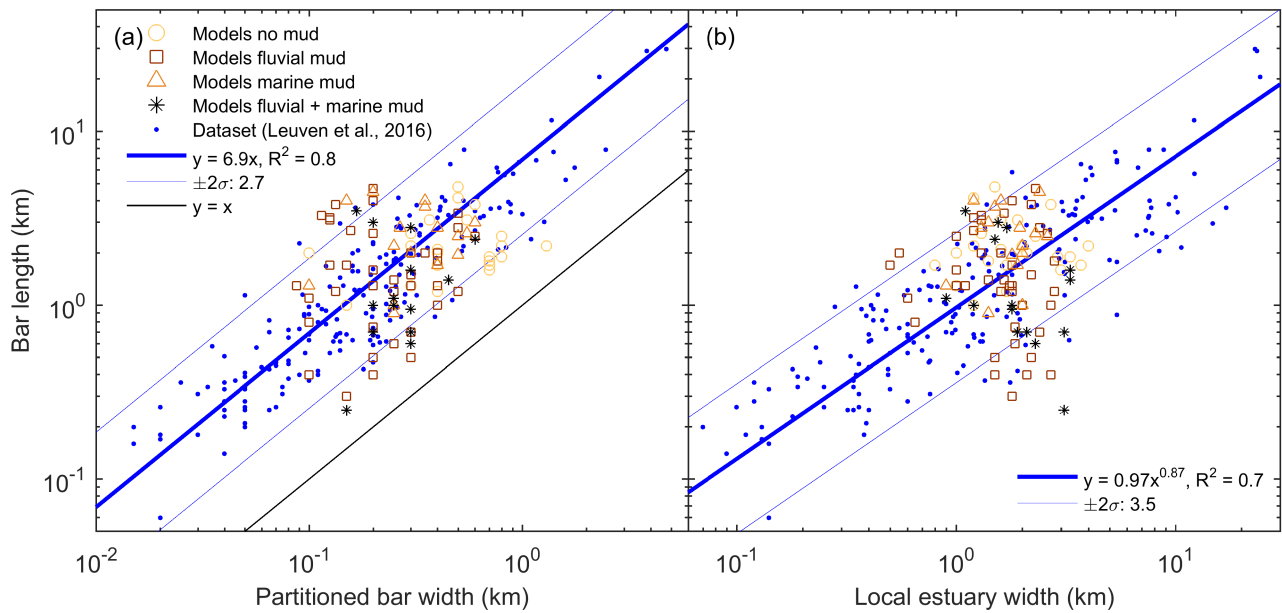 (a)
Models no mud
Models fluvial mud
Models marine mud
Models fluvial + marine mud
Dataset (Leuven et al., 2016)
y = 6.9x, R² = 0.8
±2σ: 2.7
y = x
(b)
y = 0.97x^0.87, R² = 0.7
±2σ: 3.5
Bar length (km)
10¹
10⁰
10⁻¹
10⁻² 10⁻¹ 10⁰ 10⁻¹ 10⁰ 10¹
Partitioned bar width (km) Local estuary width (km)